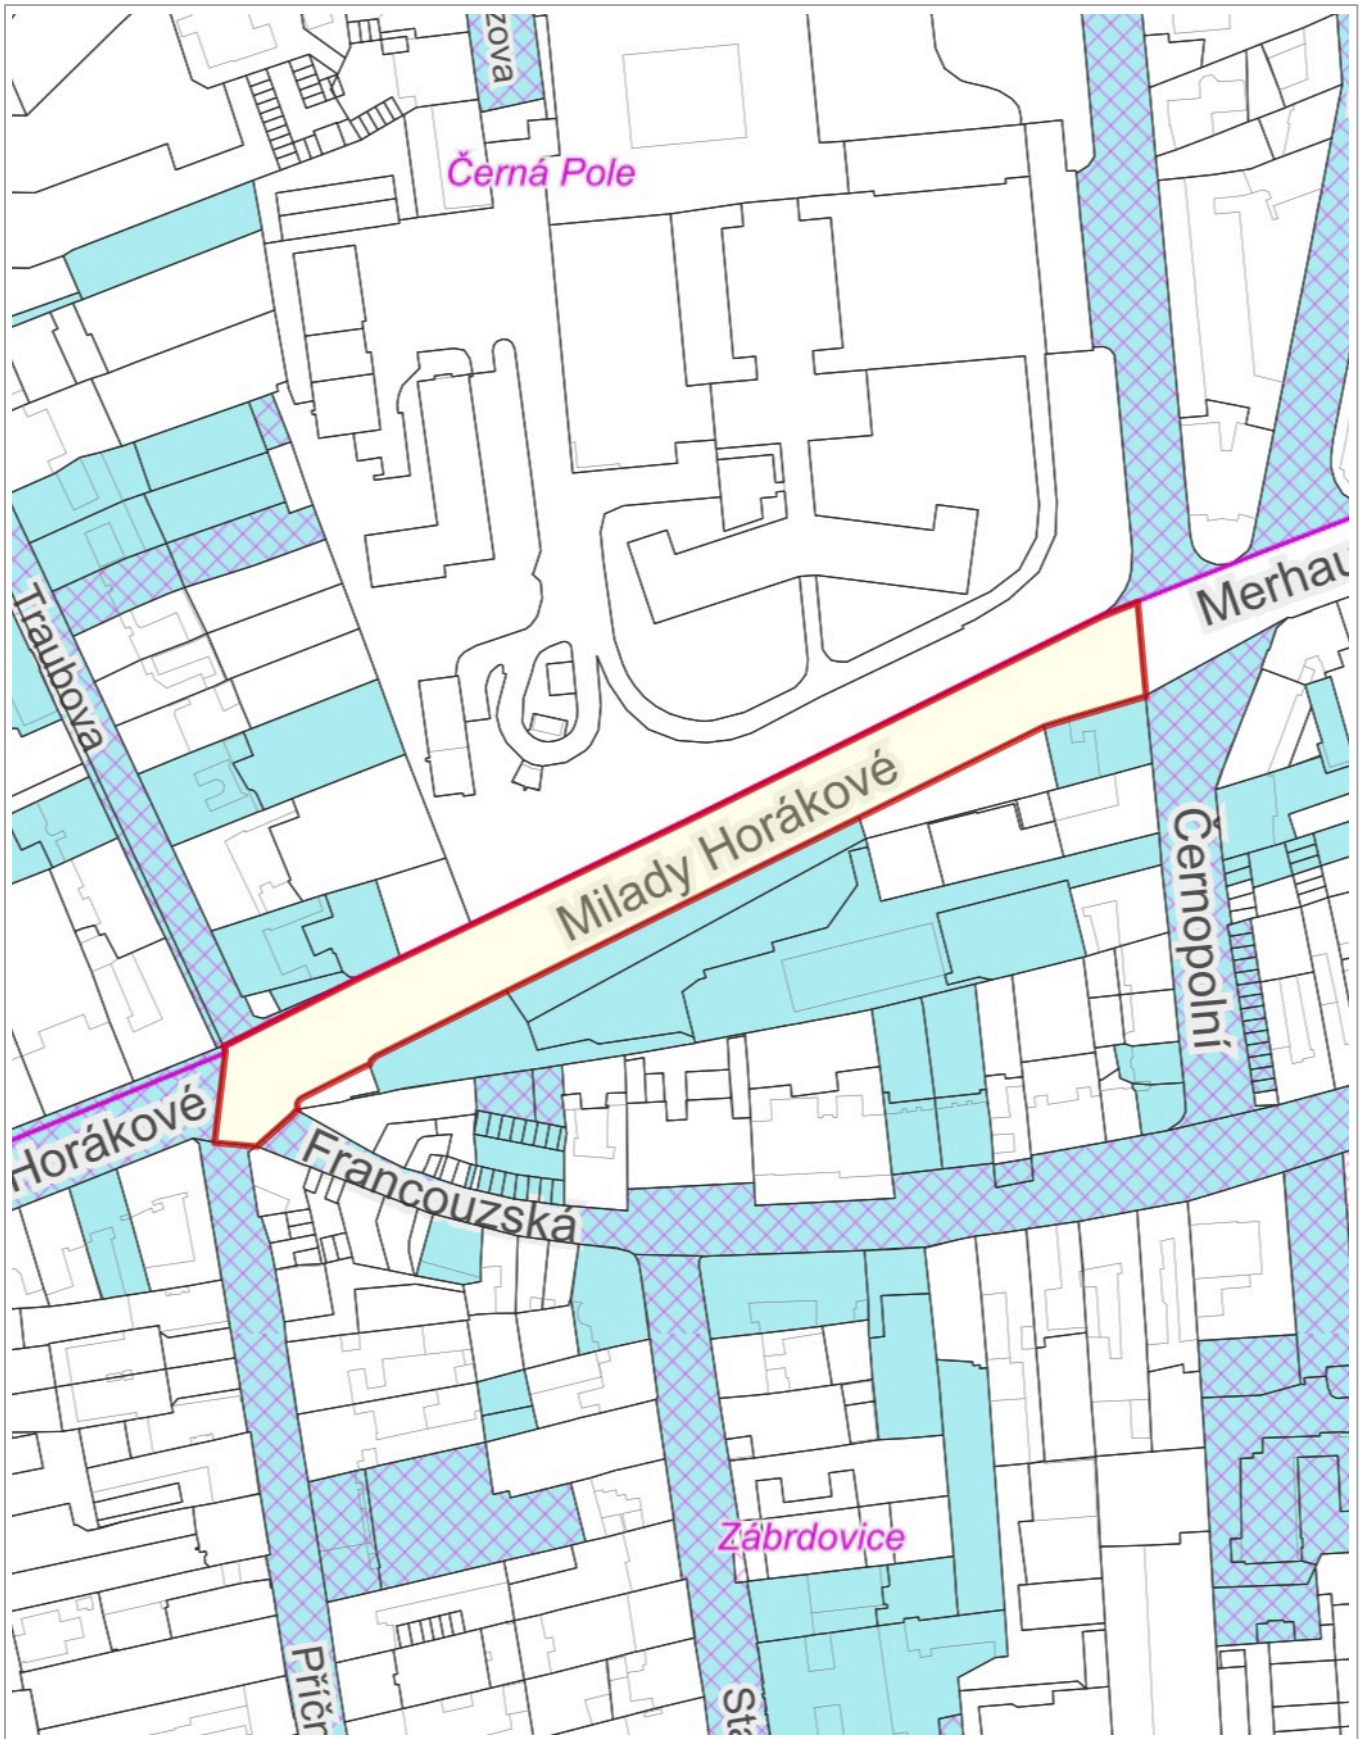 zova
Černá Pole
Merhau
Traubova
Milady Horákové
Černopolní
Horákové
Francouzská
Zábrdovice
Příčn
Sta